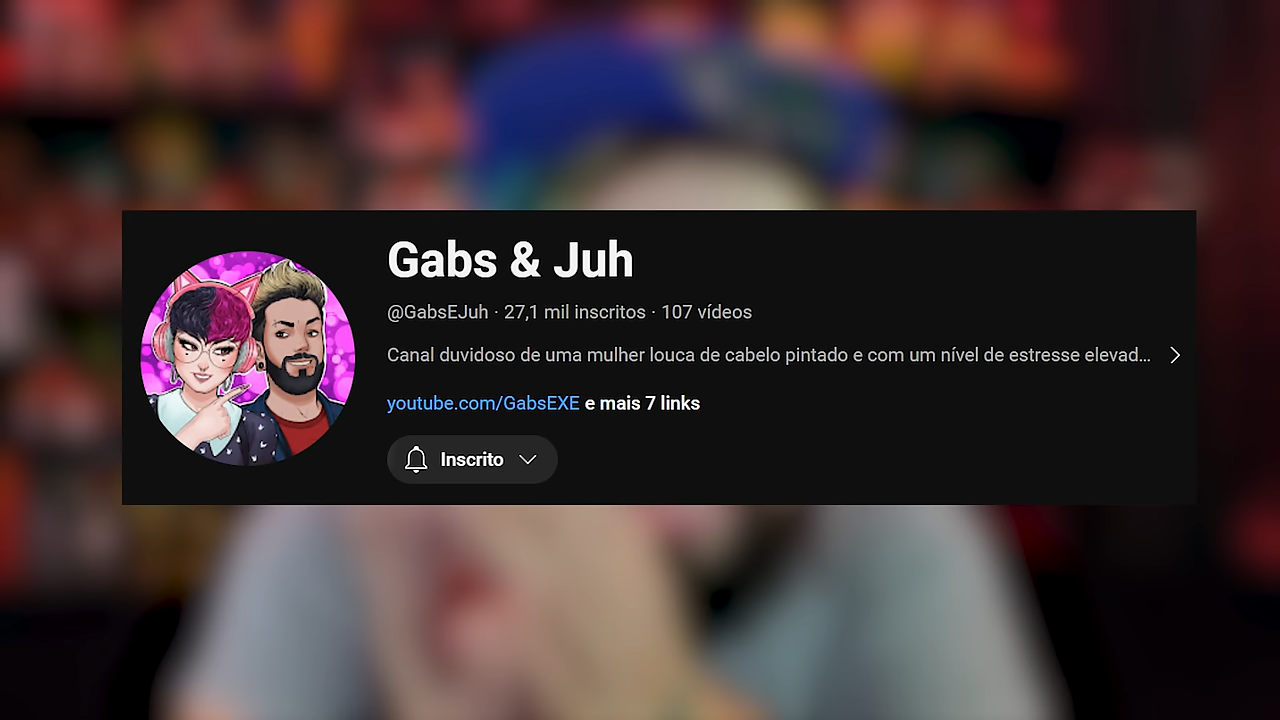 Gabs & Juh
@GabsEJuh · 27,1 mil inscritos · 107 vídeos
Canal duvidoso de uma mulher louca de cabelo pintado e com um nível de estresse elevad...
youtube.com/GabsEXE e mais 7 links
Inscrito